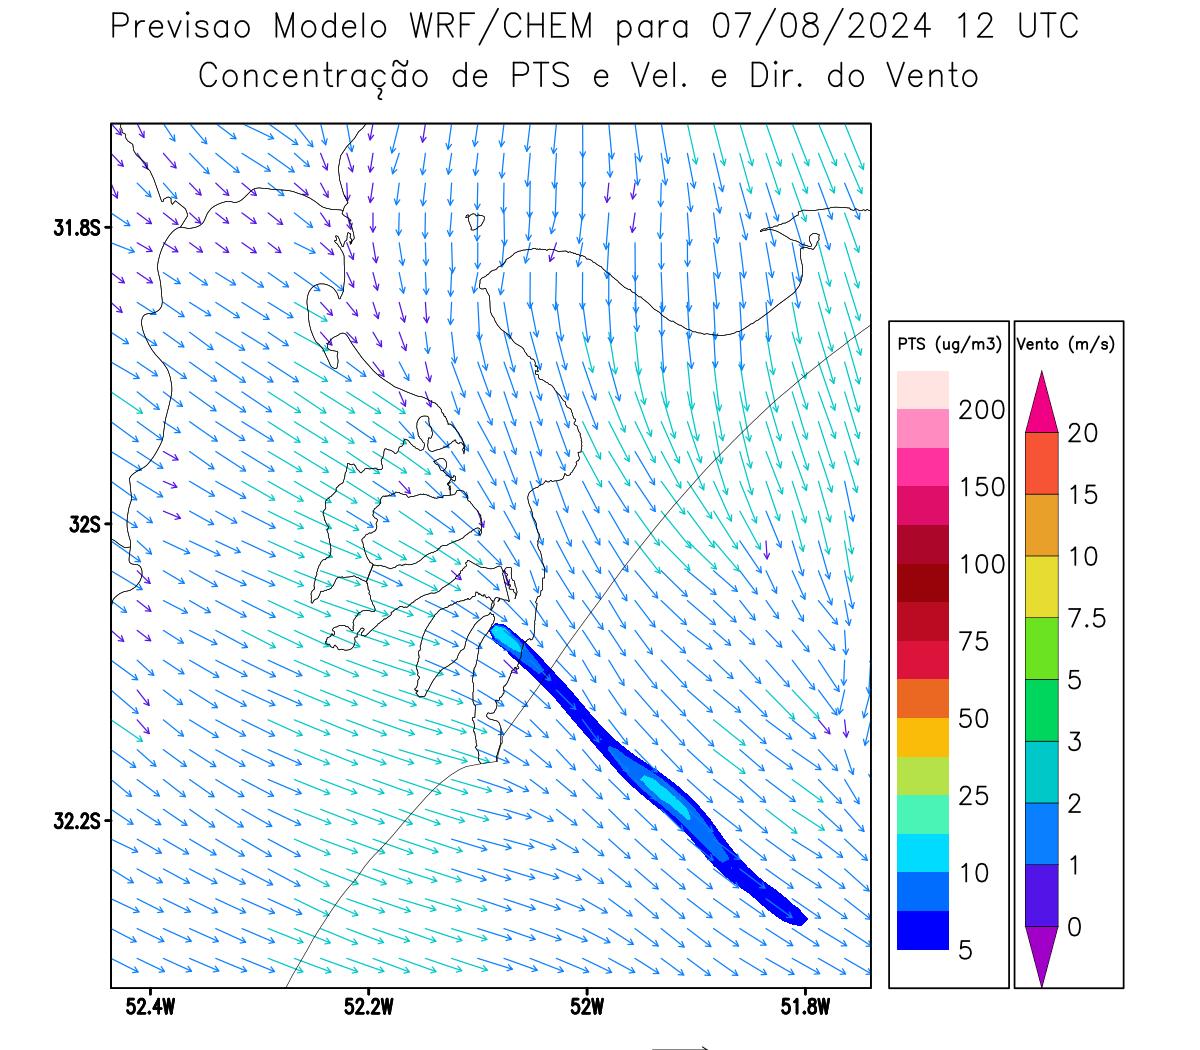 Previsao Modelo WRF/CHEM para 07/08/2024 12 UTC
Concentração de PTS e Vel. e Dir. do Vento
31.8S
32S
32.2S
52.4W
52.2W
52W
51.8W
PTS (ug/m3)
200
150
100
75
50
25
10
5
Vento (m/s)
20
15
10
7.5
5
3
2
1
0